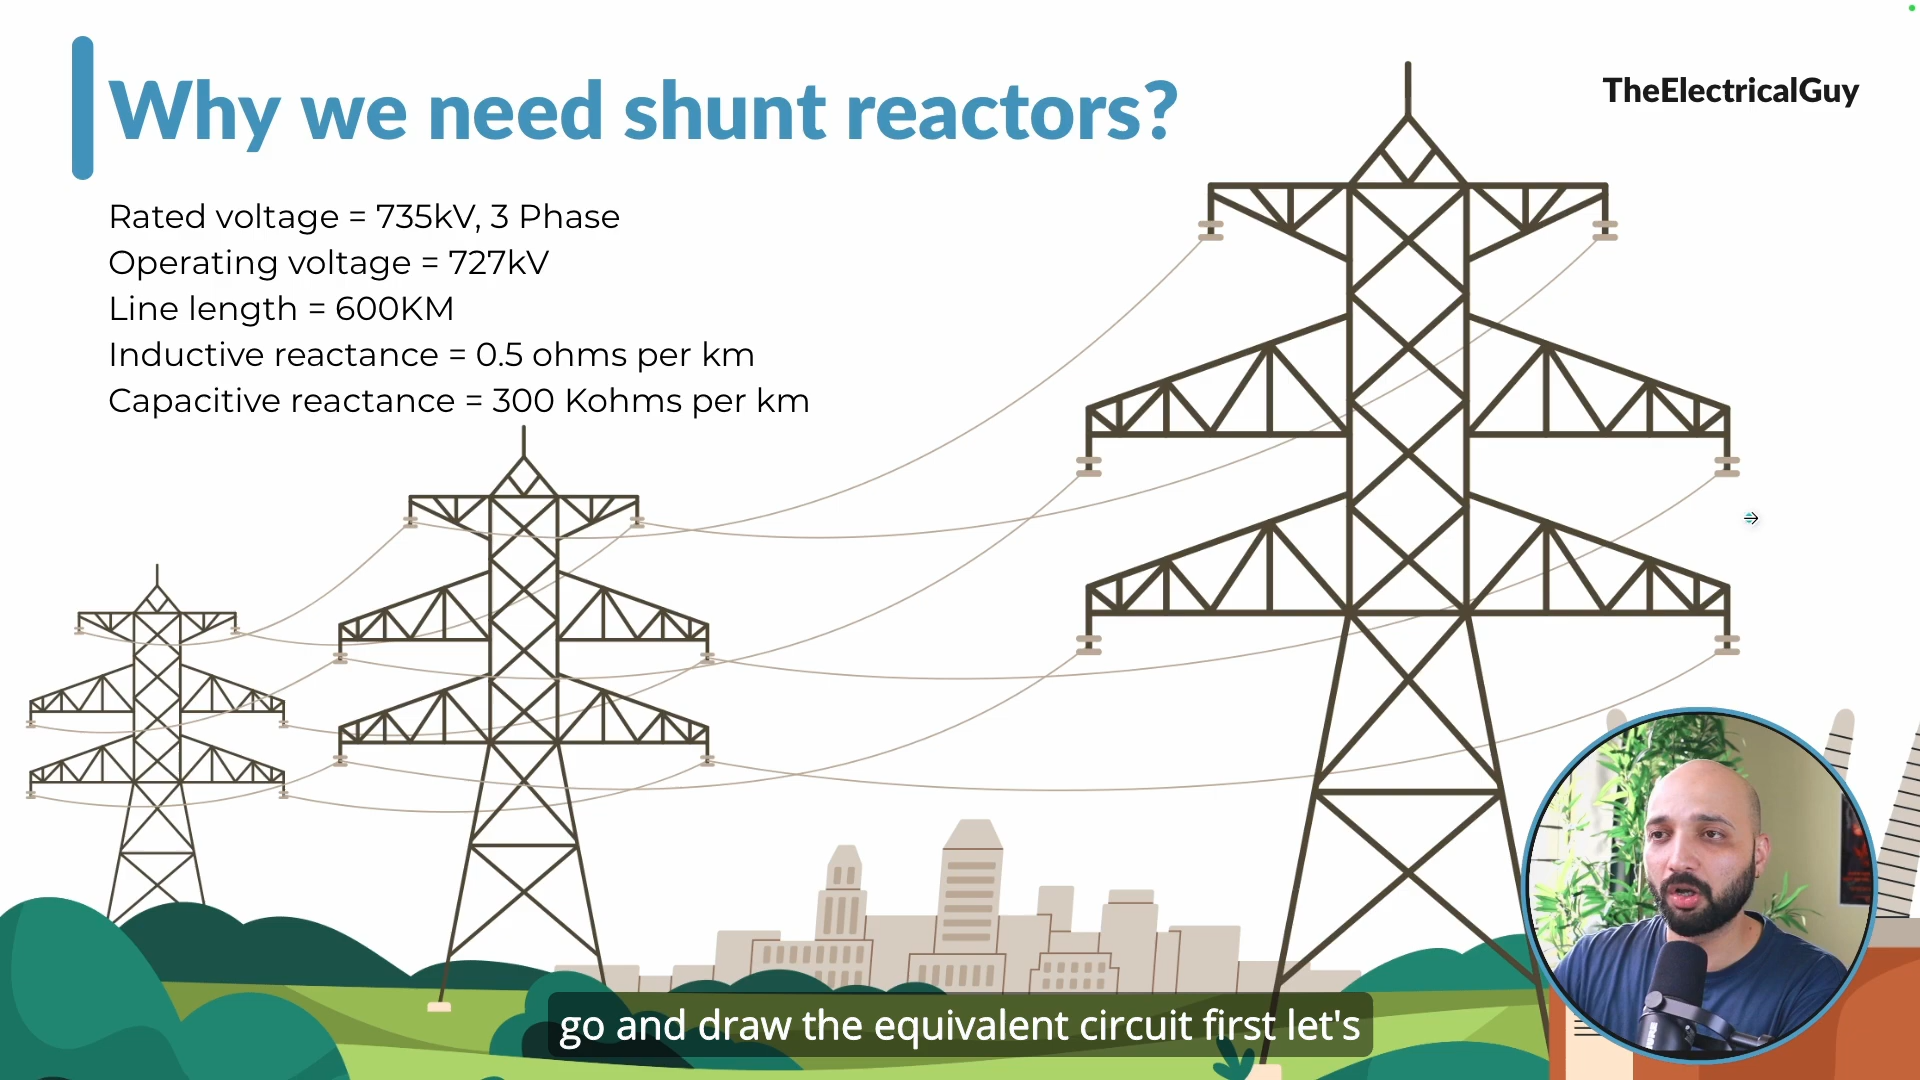 Why we need shunt reactors?
TheElectricalGuy
Rated voltage = 735kV, 3 Phase
Operating voltage = 727kV
Line length = 600KM
Inductive reactance = 0.5 ohms per km
Capacitive reactance = 300 Kohms per km
go and draw the equivalent circuit first let's